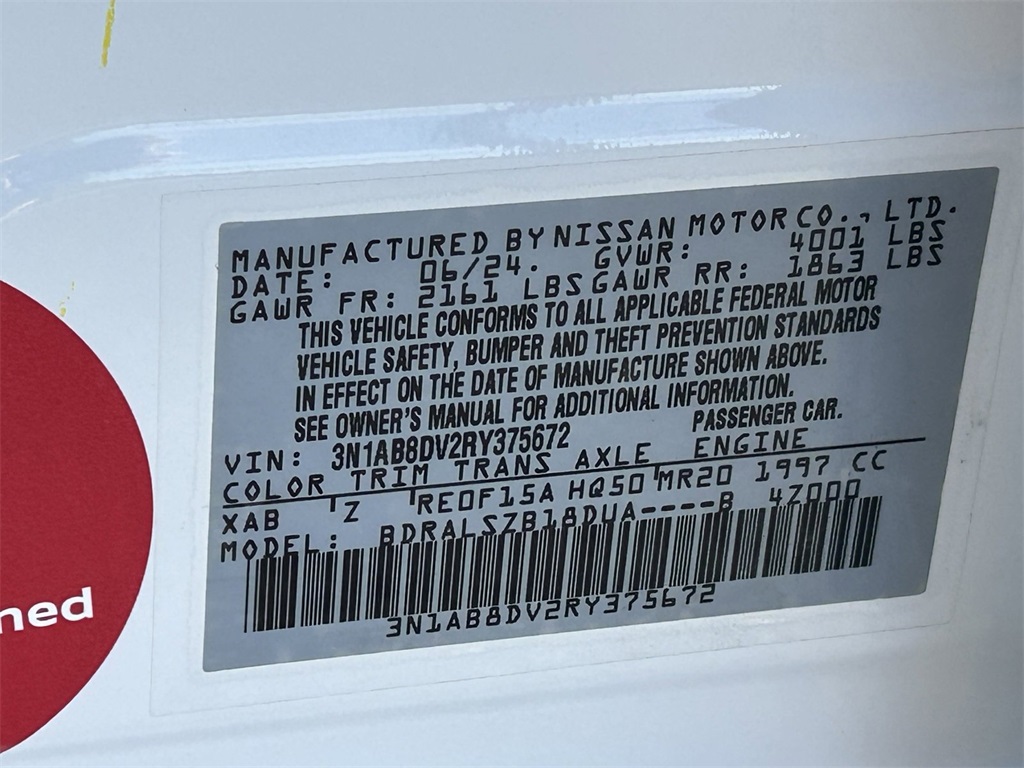 MANUFACTURED BY NISSAN MOTOR CO., LTD.
DATE: 06/24. GVWR: 4001 LBS
GAWR FR: 2161 LBS GAWR RR: 1863 LBS
THIS VEHICLE CONFORMS TO ALL APPLICABLE FEDERAL MOTOR
VEHICLE SAFETY, BUMPER AND THEFT PREVENTION STANDARDS
IN EFFECT ON THE DATE OF MANUFACTURE SHOWN ABOVE.
SEE OWNER'S MANUAL FOR ADDITIONAL INFORMATION.
VIN: 3N1AB8DV2RY375672 PASSENGER CAR.
COLOR TRIM TRANS AXLE ENGINE
XAB Z RE0F15A HQ50 MR20 1997 CC
MODEL: BDRALSZB18DUA----B 4Z000
3N1AB8DV2RY375672
ned